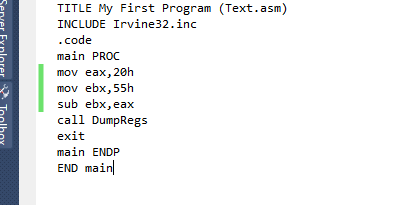 Server Explorer
Toolbox
TITLE My First Program (Text.asm)
INCLUDE Irvine32.inc
.code
main PROC
mov eax,20h
mov ebx,55h
sub ebx,eax
call DumpRegs
exit
main ENDP
END main